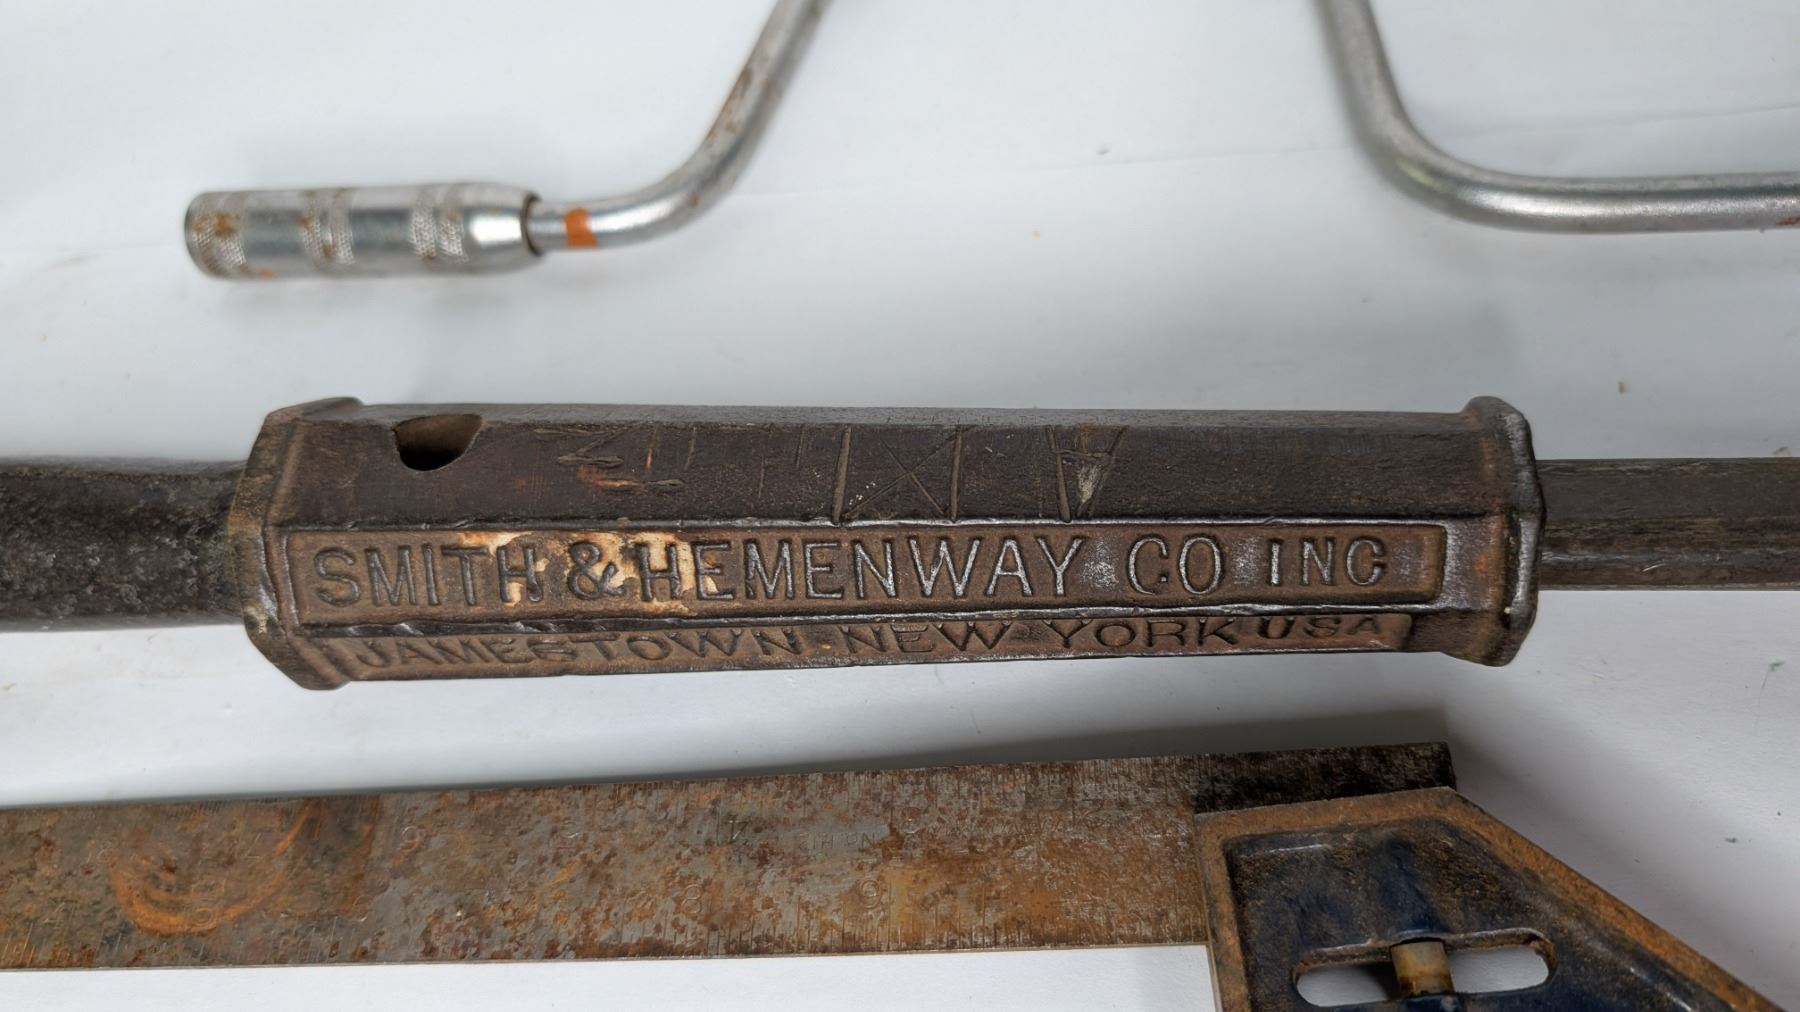 SMITH & HEMENWAY CO INC
JAMESTOWN NEW YORK USA